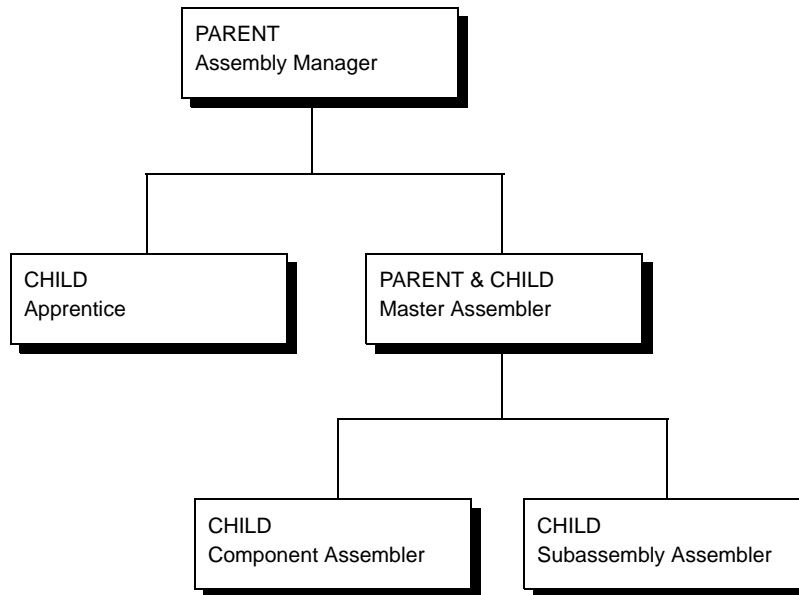 PARENT
Assembly Manager
CHILD
Apprentice
PARENT & CHILD
Master Assembler
CHILD
Component Assembler
CHILD
Subassembly Assembler